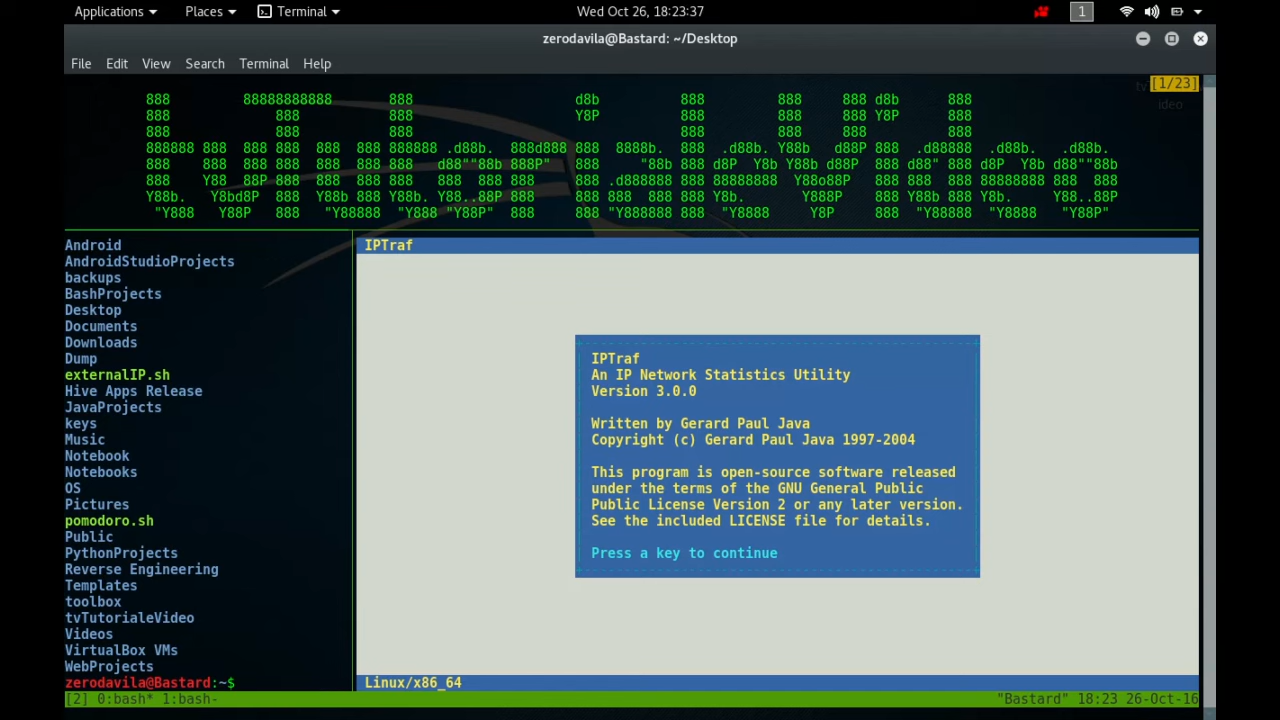 Applications Places Terminal Wed Oct 26, 18:23:37 1
zerodavila@Bastard: ~/Desktop
File Edit View Search Terminal Help
[1/23]
tvTutorialeVideo
Android
AndroidStudioProjects
backups
BashProjects
Desktop
Documents
Downloads
Dump
externalIP.sh
Hive Apps Release
JavaProjects
keys
Music
Notebook
Notebooks
OS
Pictures
pomodoro.sh
Public
PythonProjects
Reverse Engineering
Templates
toolbox
tvTutorialeVideo
Videos
VirtualBox VMs
WebProjects
zerodavila@Bastard:~$
IPTraf
IPTraf
An IP Network Statistics Utility
Version 3.0.0
Written by Gerard Paul Java
Copyright (c) Gerard Paul Java 1997-2004
This program is open-source software released
under the terms of the GNU General Public
Public License Version 2 or any later version.
See the included LICENSE file for details.
Press a key to continue
Linux/x86_64
[2] 0:bash* 1:bash- "Bastard" 18:23 26-Oct-16